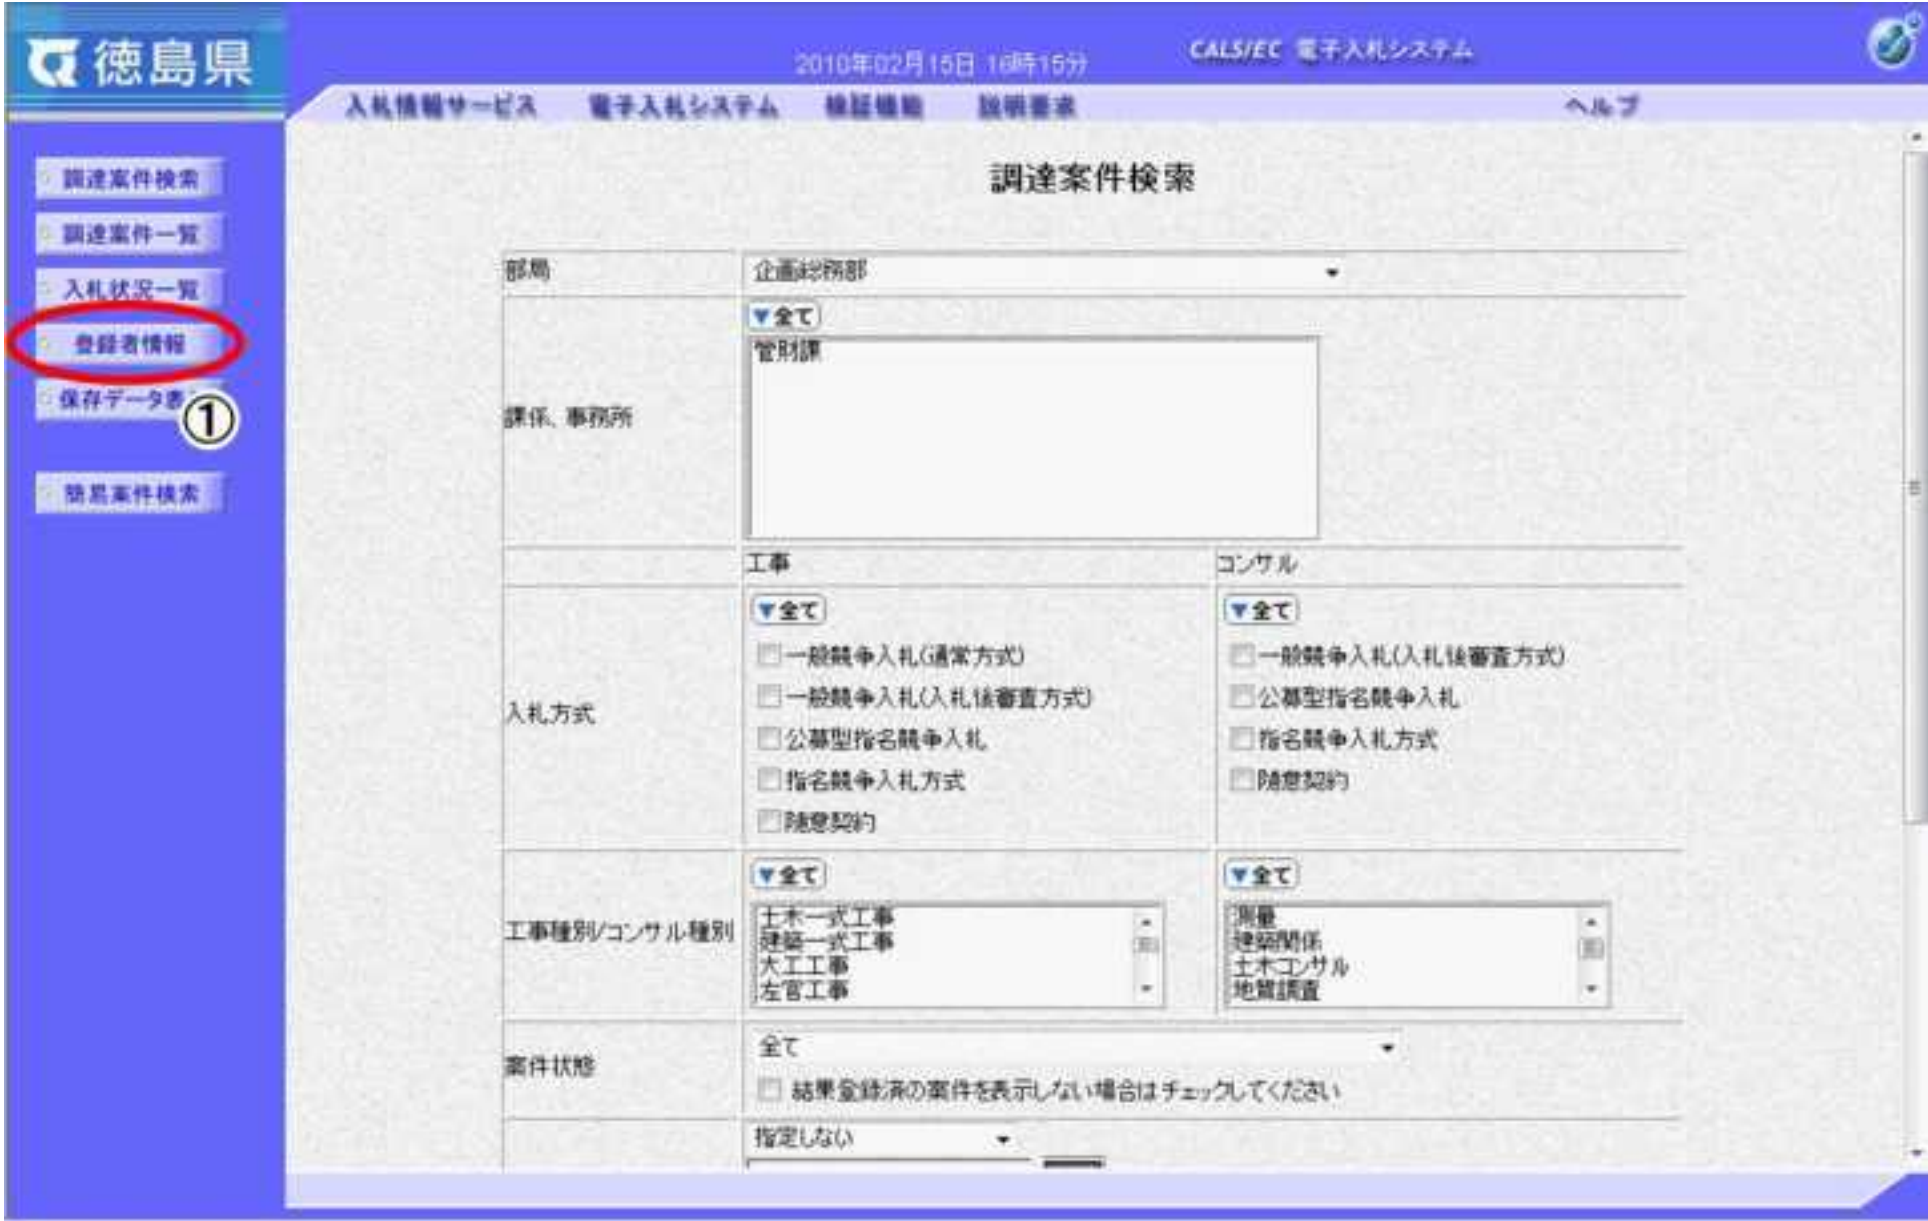 徳島県
2010年02月15日 16時15分
CALS/EC 電子入札システム
入札情報サービス 電子入札システム 検証機能 説明要求 ヘルプ
調達案件検索
調達案件一覧
入札状況一覧
登録者情報
保存データ表
①
簡易案件検索
調達案件検索
部局 企画総務部
課係、事務所
▼全て
管財課
工事 コンサル
入札方式
▼全て
一般競争入札(通常方式)
一般競争入札(入札後審査方式)
公募型指名競争入札
指名競争入札方式
随意契約
▼全て
一般競争入札(入札後審査方式)
公募型指名競争入札
指名競争入札方式
随意契約
工事種別/コンサル種別
▼全て
土木一式工事
建築一式工事
大工工事
左官工事
▼全て
測量
建築関係
土木コンサル
地質調査
案件状態
全て
結果登録済の案件を表示しない場合はチェックしてください
指定しない